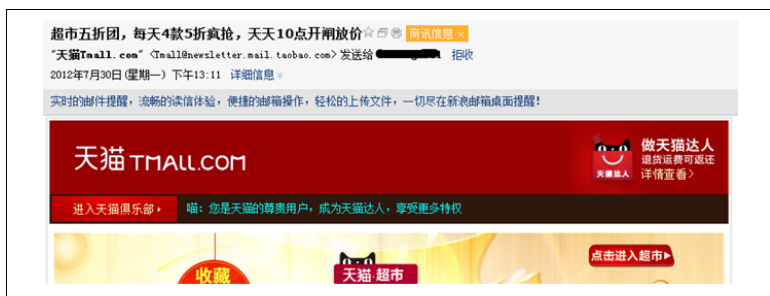 超市五折团，每天4款5折疯抢，天天10点开闸放价 商讯信息 ×
"天猫Tmall.com" <Tmall@newsletter.mail.taobao.com> 发送给 拒收
2012年7月30日(星期一) 下午13:11 详细信息
实时的邮件提醒，流畅的读信体验，便捷的邮箱操作，轻松的上传文件，一切尽在新浪邮箱桌面提醒！
天猫 TMALL.COM
天猫达人
做天猫达人
退货运费可返还
详情查看>
进入天猫俱乐部
喵：您是天猫的尊贵用户，成为天猫达人，享受更多特权
点击进入超市
收藏
天猫·超市